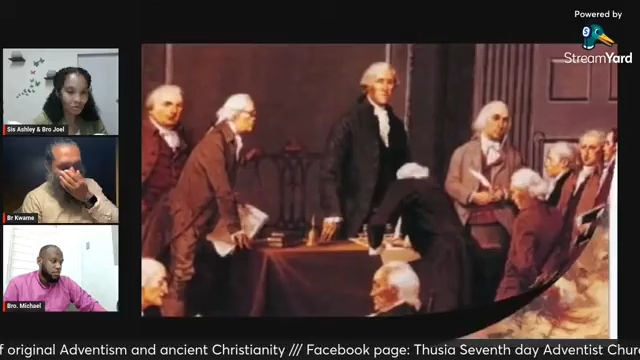 Powered by
StreamYard
Sis Ashley & Bro Joel
Br Kwame
Bro. Michael
f original Adventism and ancient Christianity /// Facebook page: Thusia Seventh day Adventist Chur